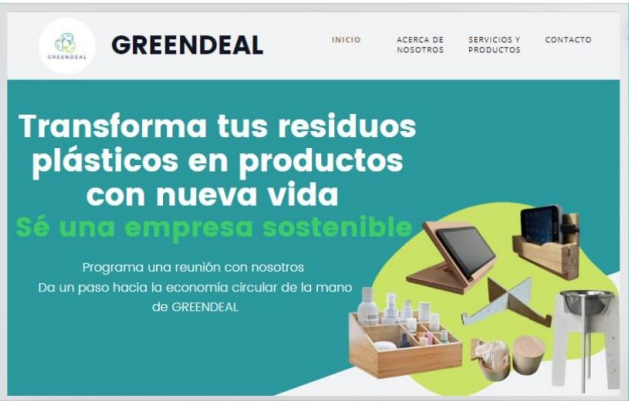 GREENDEAL
GREENDEAL
INICIO
ACERCA DE
NOSOTROS
SERVICIOS Y
PRODUCTOS
CONTACTO
Transforma tus residuos
plásticos en productos
con nueva vida
Sé una empresa sostenible
Programa una reunión con nosotros
Da un paso hacia la economía circular de la mano
de GREENDEAL